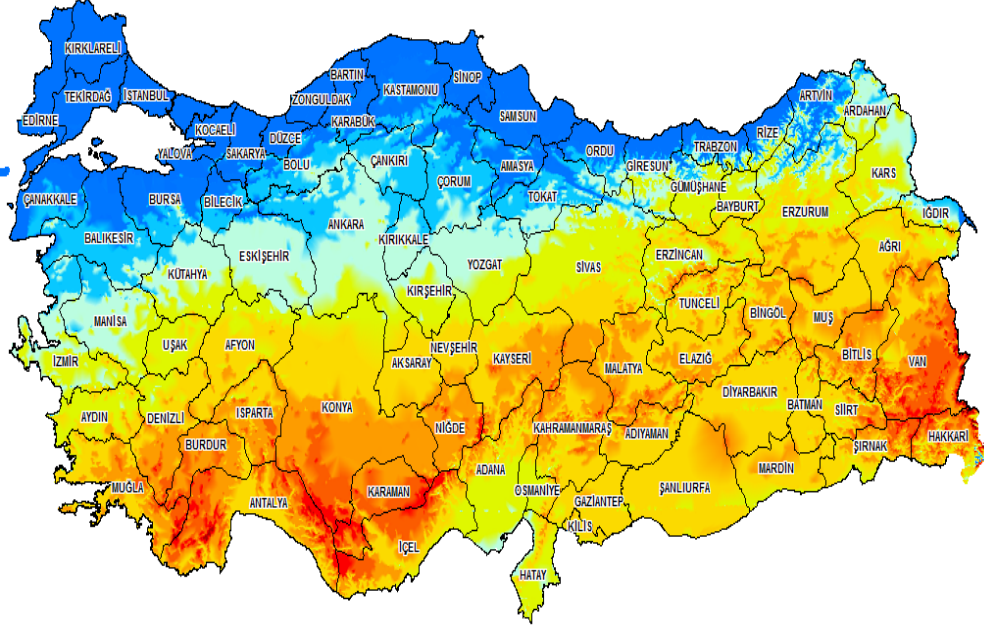 KIRKLARELİ
BARTIN
SİNOP
TEKİRDAĞ
İSTANBUL
KASTAMONU
ARTVİN
ZONGULDAK
ARDAHAN
EDİRNE
KARABÜK
SAMSUN
KOCAELİ
DÜZCE
RİZE
YALOVA
SAKARYA
BOLU
ÇANKIRI
AMASYA
ORDU
TRABZON
GİRESUN
KARS
ÇORUM
GÜMÜŞHANE
ÇANAKKALE
BURSA
BİLECİK
TOKAT
BAYBURT
ERZURUM
IĞDIR
ANKARA
BALIKESİR
KIRIKKALE
AĞRI
ESKİŞEHİR
ERZİNCAN
KÜTAHYA
YOZGAT
SİVAS
KIRŞEHİR
TUNCELİ
BİNGÖL
MUŞ
MANİSA
UŞAK
AFYON
NEVŞEHİR
KAYSERİ
ELAZIĞ
BİTLİS
VAN
İZMİR
AKSARAY
MALATYA
DİYARBAKIR
BATMAN
SİİRT
AYDIN
DENİZLİ
ISPARTA
KONYA
NİĞDE
KAHRAMANMARAŞ
ADIYAMAN
HAKKARİ
BURDUR
ŞIRNAK
ADANA
MARDİN
MUĞLA
KARAMAN
OSMANİYE
ŞANLIURFA
ANTALYA
GAZİANTEP
KİLİS
İÇEL
HATAY